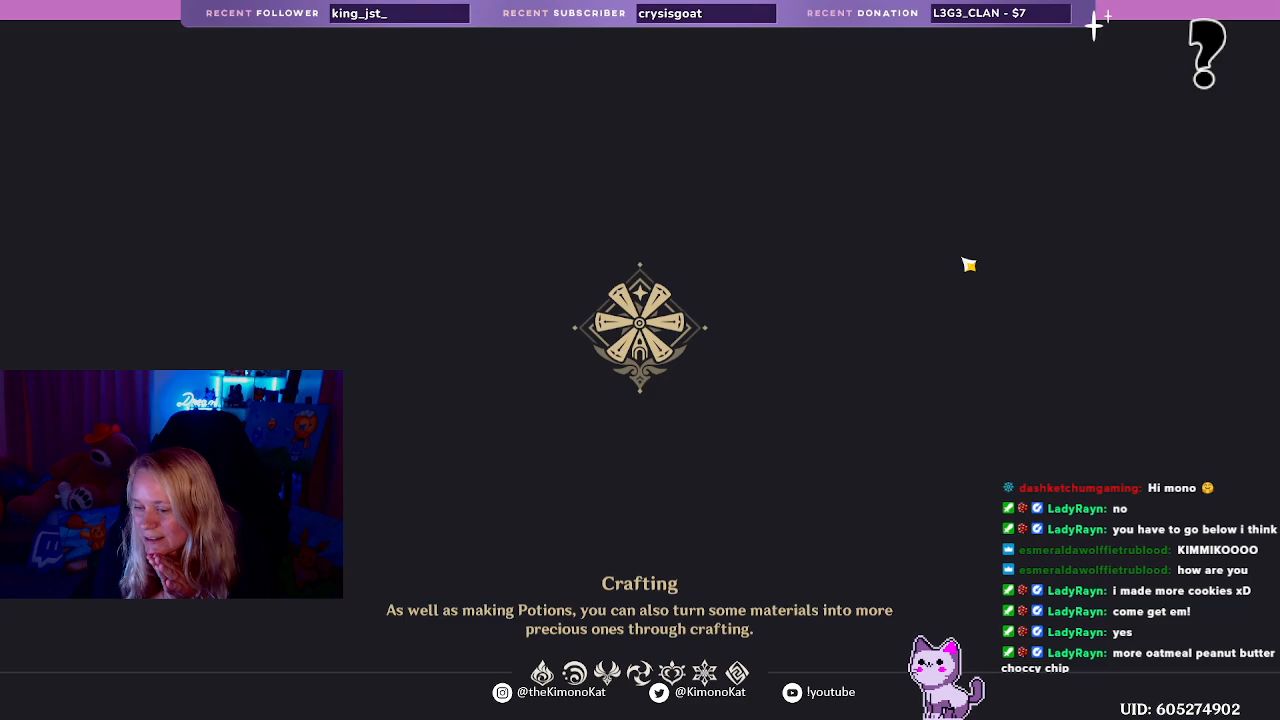 RECENT FOLLOWER king_jst_ RECENT SUBSCRIBER crysisgoat RECENT DONATION L3G3_CLAN - $7
Dream
dashketchumgaming: Hi mono
LadyRayn: no
LadyRayn: you have to go below i think
esmeraldawolffietrublood: KIMMIKOOOO
esmeraldawolffietrublood: how are you
LadyRayn: i made more cookies xD
LadyRayn: come get em!
LadyRayn: yes
LadyRayn: more oatmeal peanut butter
choccy chip
Crafting
As well as making Potions, you can also turn some materials into more
precious ones through crafting.
@theKimonoKat @KimonoKat !youtube
UID: 605274902